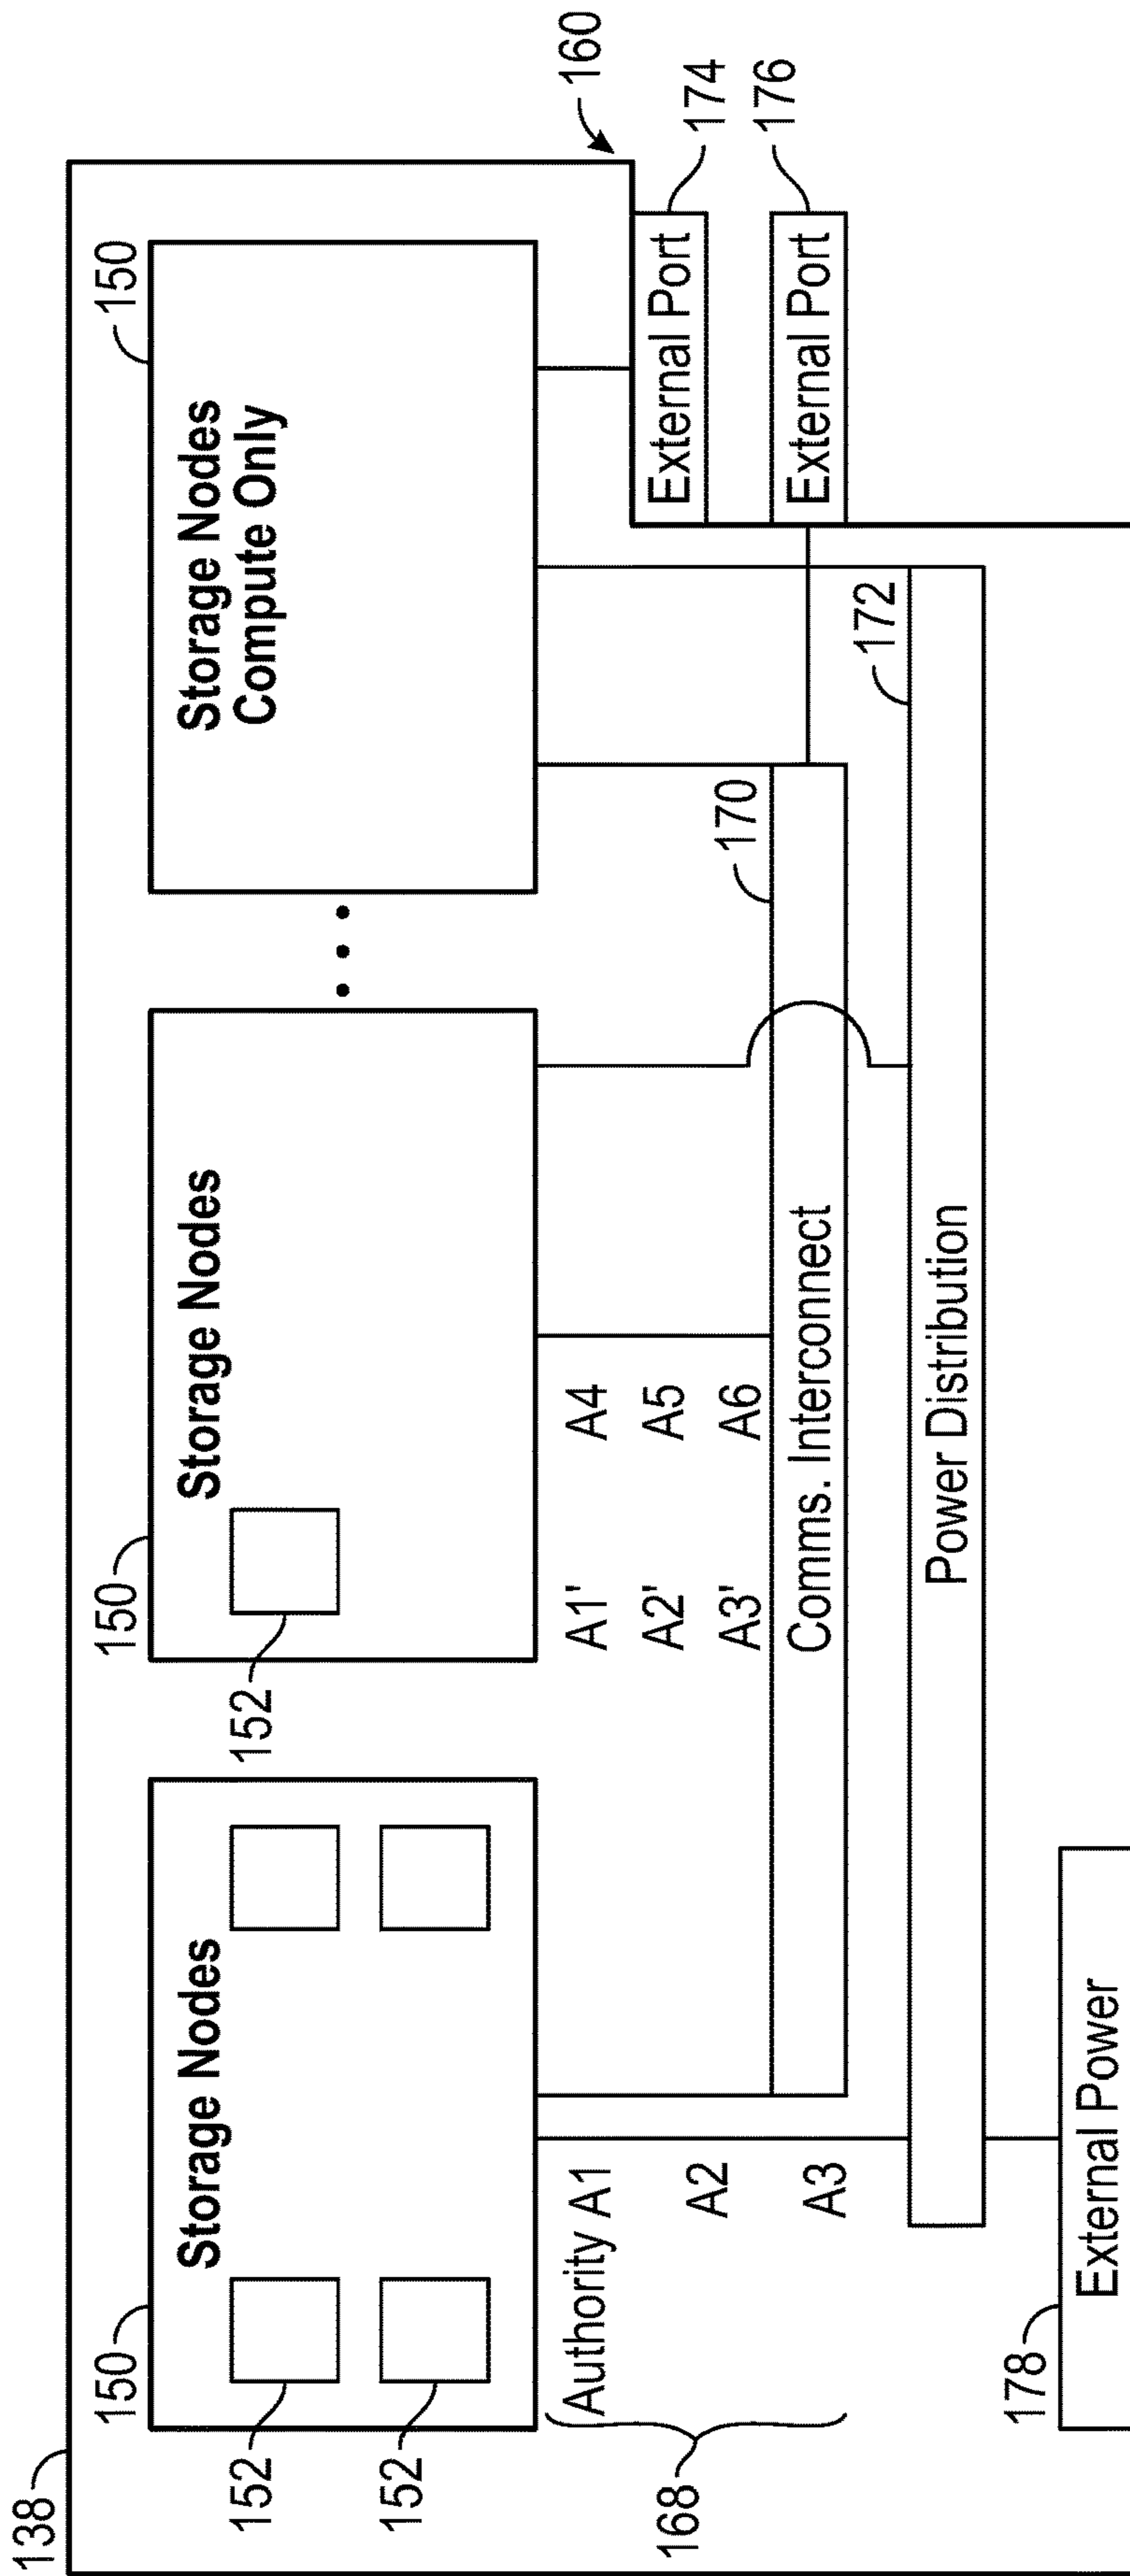 138
160
150
150
150
Storage Nodes
Storage Nodes
Storage Nodes
Compute Only
152
152
152
Authority A1
A2
A3
168
A1'
A2'
A3'
A4
A5
A6
External Port
174
External Port
176
170
Comms. Interconnect
172
Power Distribution
178
External Power